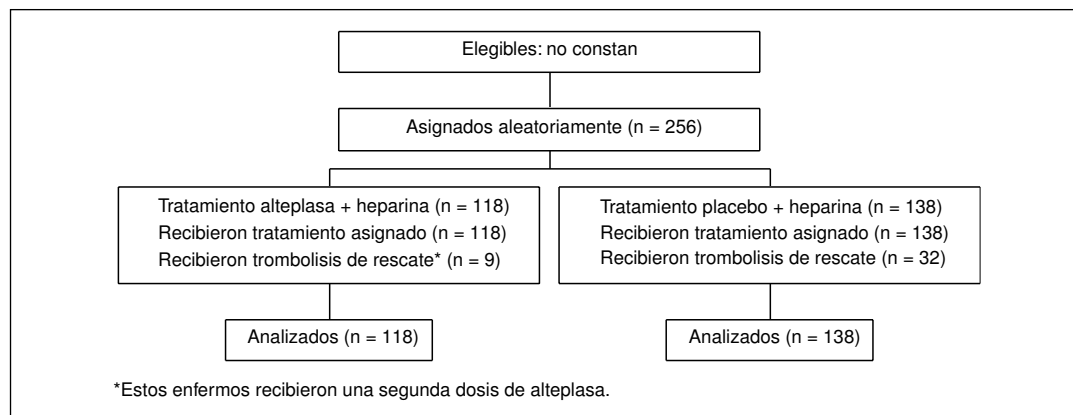 Elegibles: no constan
Asignados aleatoriamente (n = 256)
Tratamiento alteplasa + heparina (n = 118)
Recibieron tratamiento asignado (n = 118)
Recibieron trombolisis de rescate* (n = 9)
Tratamiento placebo + heparina (n = 138)
Recibieron tratamiento asignado (n = 138)
Recibieron trombolisis de rescate (n = 32)
Analizados (n = 118)
Analizados (n = 138)
*Estos enfermos recibieron una segunda dosis de alteplasa.